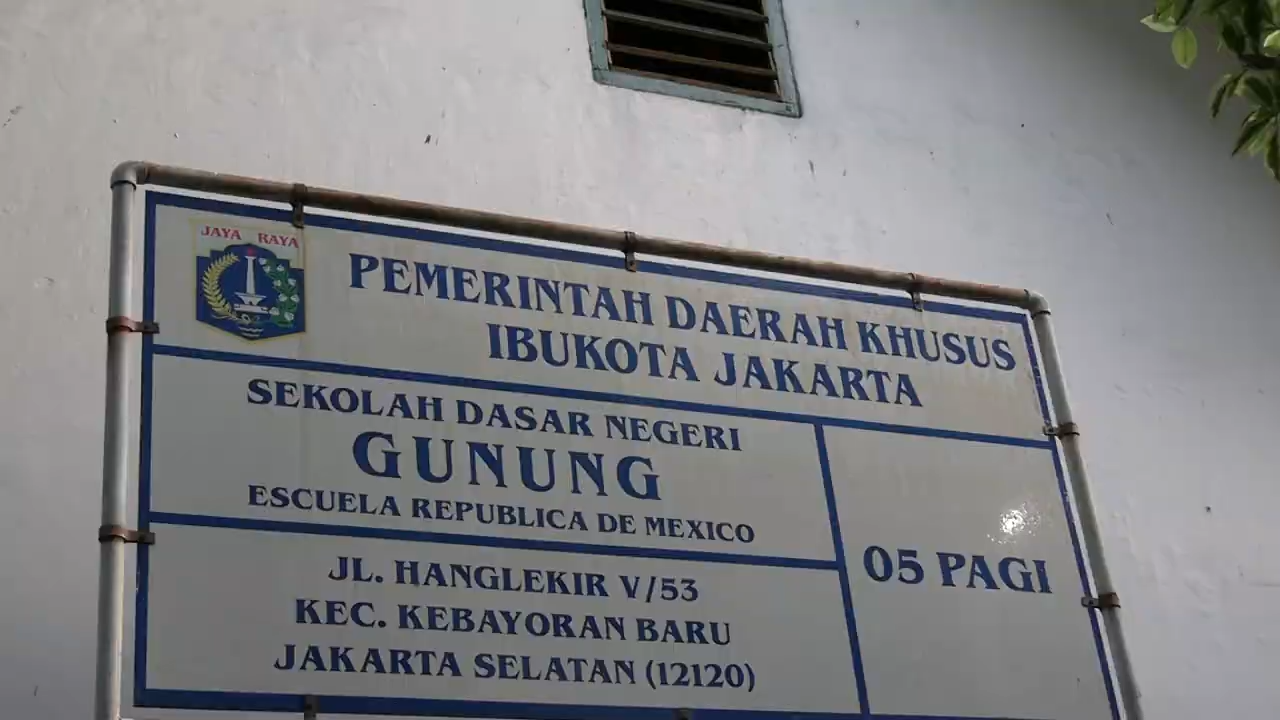 JAYA RAYA
PEMERINTAH DAERAH KHUSUS
IBUKOTA JAKARTA
SEKOLAH DASAR NEGERI
GUNUNG
ESCUELA REPUBLICA DE MEXICO
05 PAGI
JL. HANGLEKIR V/53
KEC. KEBAYORAN BARU
JAKARTA SELATAN (12120)